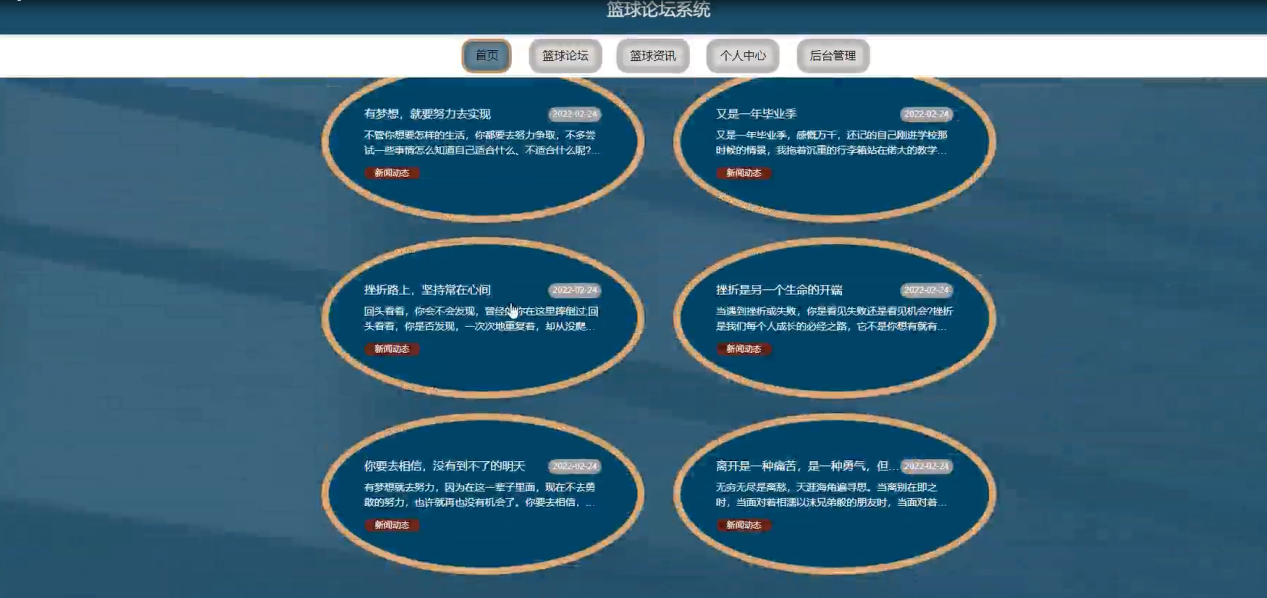 篮球论坛系统
首页
篮球论坛
篮球资讯
个人中心
后台管理
有梦想，就要努力去实现
2022-02-24
不管你想要怎样的生活，你都要去努力争取，不多尝
试一些事情怎么知道自己适合什么、不适合什么呢?...
新闻动态
又是一年毕业季
2022-02-24
又是一年毕业季，感慨万千，还记的自己刚进学校那
时候的情景，我拖着沉重的行李箱站在偌大的教学...
新闻动态
挫折路上，坚持常在心间
2022-02-24
回头看看，你会不会发现，曾经的你在这里摔倒过;回
头看看，你是否发现，一次次地重复着，却从没爬...
新闻动态
挫折是另一个生命的开端
2022-02-24
当遇到挫折或失败，你是看见失败还是看见机会?挫折
是我们每个人成长的必经之路，它不是你想有就有...
新闻动态
你要去相信，没有到不了的明天
2022-02-24
有梦想就去努力，因为在这一辈子里面，现在不去勇
敢的努力，也许就再也没有机会了。你要去相信，...
新闻动态
离开是一种痛苦，是一种勇气，但...
2022-02-24
无穷无尽是离愁，天涯海角遍寻思。当离别在即之
时，当面对着相濡以沫兄弟般的朋友时，当面对着...
新闻动态